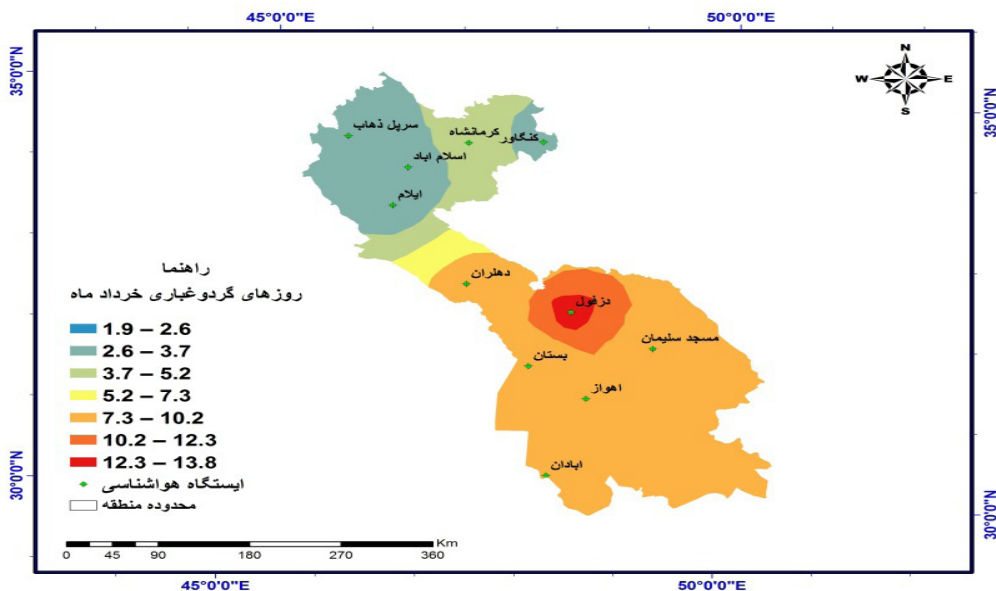 45°0'0"E
50°0'0"E
35°0'0"N
35°0'0"N
N
W
E
S
سرپل ذهاب
کرمانشاه
کنگاور
اسلام اباد
ایلام
دهلران
دزفول
مسجد سلیمان
بستان
اهواز
ابادان
راهنما
روزهای گردوغباری خرداد ماه
1.9 – 2.6
2.6 – 3.7
3.7 – 5.2
5.2 – 7.3
7.3 – 10.2
10.2 – 12.3
12.3 – 13.8
ایستگاه هواشناسی
محدوده منطقه
30°0'0"N
30°0'0"N
Km
0 45 90 180 270 360
45°0'0"E
50°0'0"E